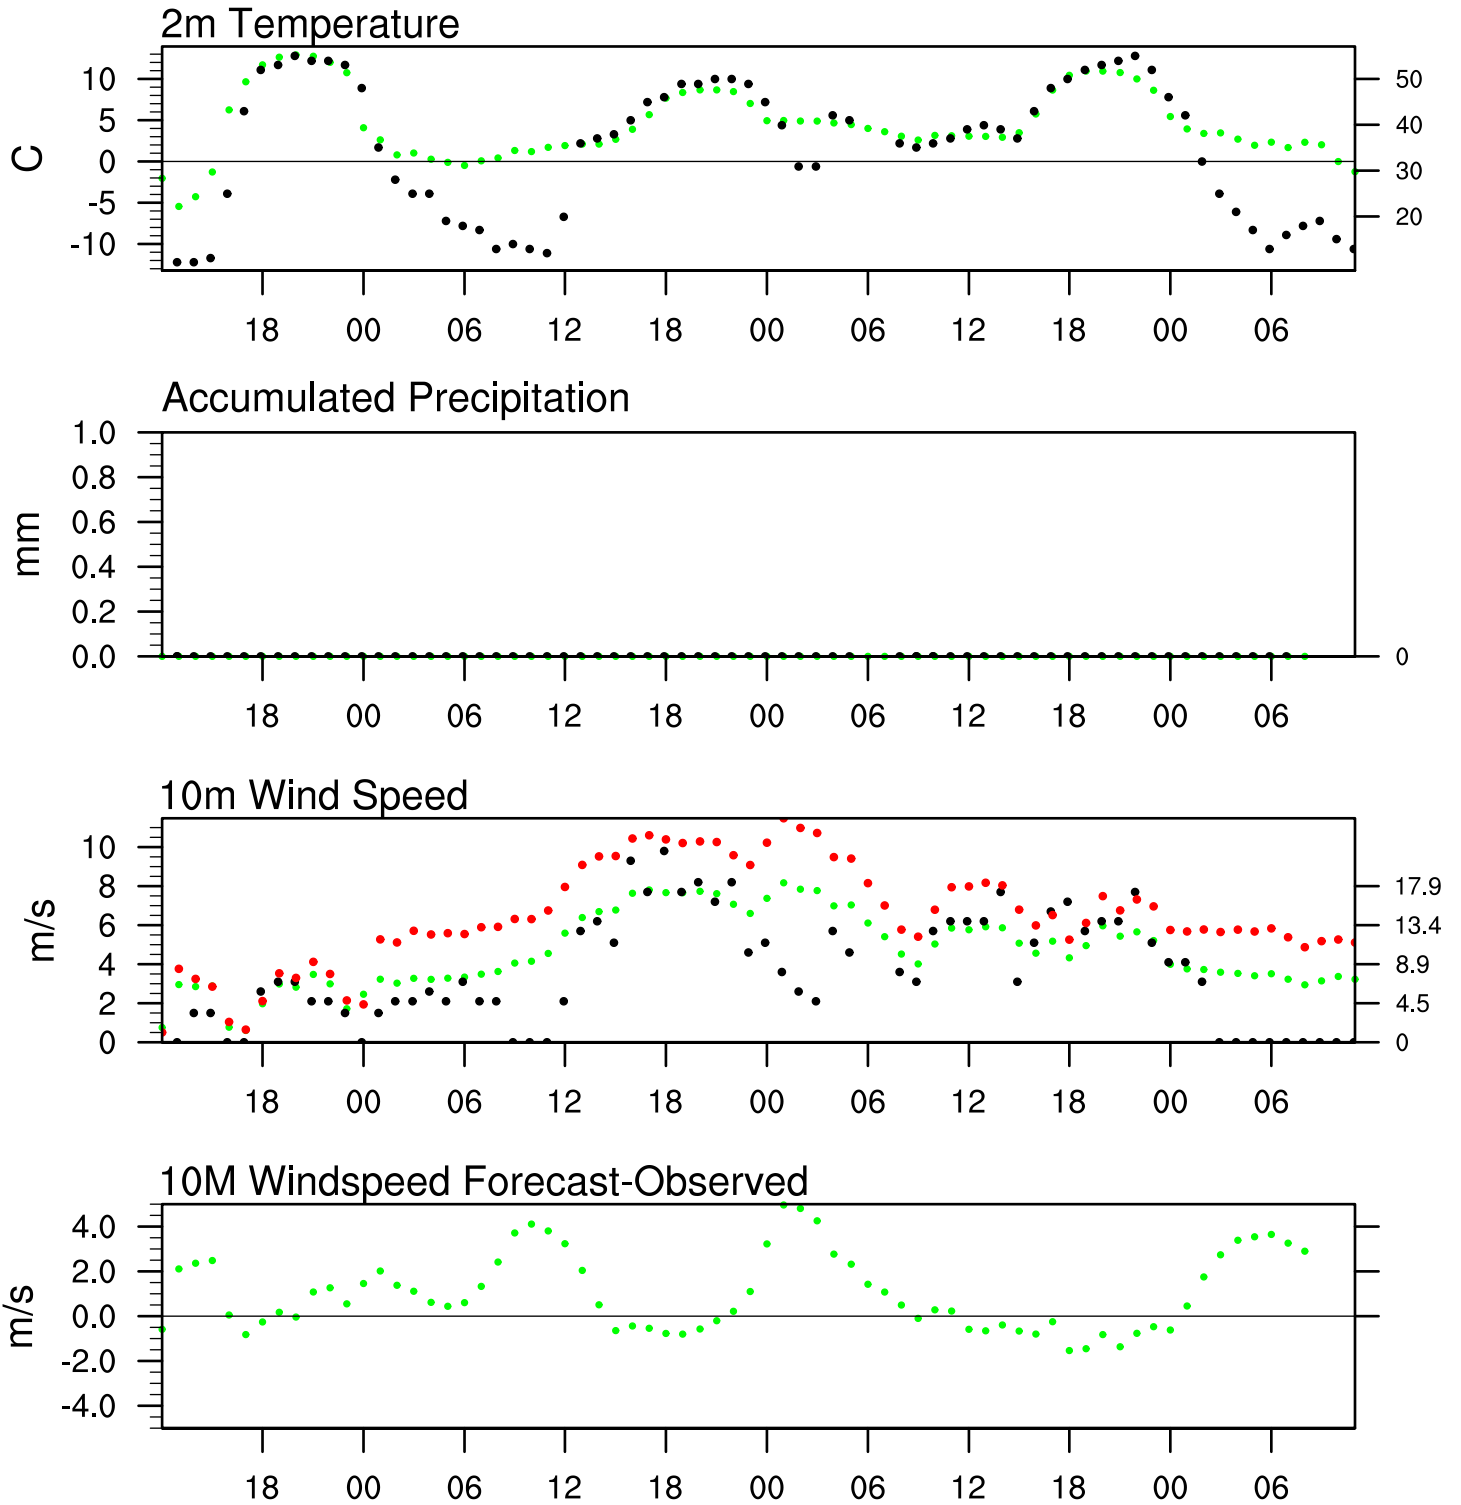 2m Temperature
10
5
0
-5
-10
C
50
40
30
20
18 00 06 12 18 00 06 12 18 00 06
Accumulated Precipitation
1.0
0.8
0.6
0.4
0.2
0.0
mm
0
18 00 06 12 18 00 06 12 18 00 06
10m Wind Speed
10
8
6
4
2
0
m/s
17.9
13.4
8.9
4.5
0
18 00 06 12 18 00 06 12 18 00 06
10M Windspeed Forecast-Observed
4.0
2.0
0.0
-2.0
-4.0
m/s
18 00 06 12 18 00 06 12 18 00 06